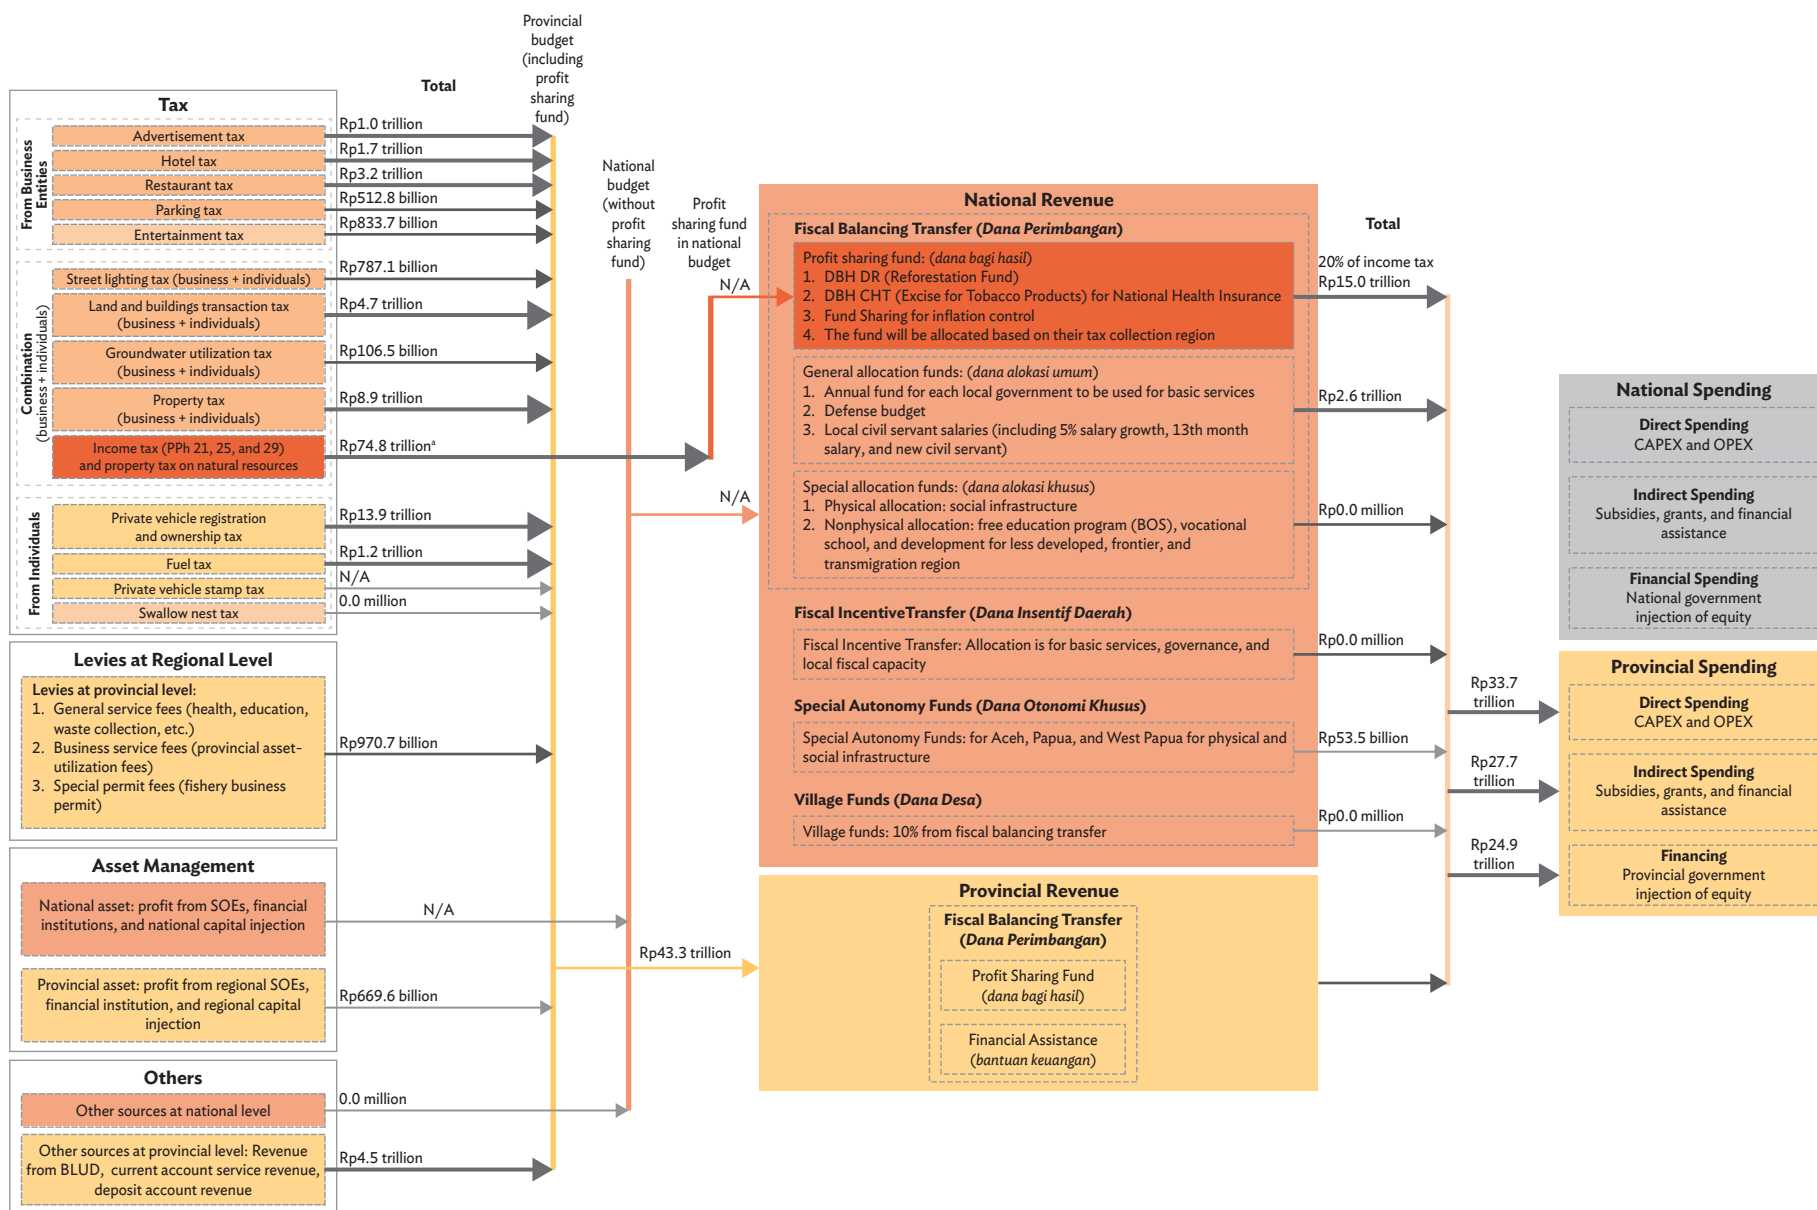 Provincial
budget
(including
profit
sharing
fund)
Total
Tax
From Business
Entities
Advertisement tax
Rp1.0 trillion
Hotel tax
Rp1.7 trillion
Restaurant tax
Rp3.2 trillion
Parking tax
Rp512.8 billion
Entertainment tax
Rp833.7 billion
Combination
(business + individuals)
Street lighting tax (business + individuals)
Rp787.1 billion
Land and buildings transaction tax
(business + individuals)
Rp4.7 trillion
Groundwater utilization tax
(business + individuals)
Rp106.5 billion
Property tax
(business + individuals)
Rp8.9 trillion
Income tax (PPh 21, 25, and 29)
and property tax on natural resources
Rp74.8 trillionᵃ
From Individuals
Private vehicle registration
and ownership tax
Rp13.9 trillion
Fuel tax
Rp1.2 trillion
Private vehicle stamp tax
N/A
Swallow nest tax
0.0 million
Levies at Regional Level
Levies at provincial level:
1. General service fees (health, education,
waste collection, etc.)
2. Business service fees (provincial asset-
utilization fees)
3. Special permit fees (fishery business
permit)
Rp970.7 billion
Asset Management
National asset: profit from SOEs, financial
institutions, and national capital injection
N/A
Provincial asset: profit from regional SOEs,
financial institution, and regional capital
injection
Rp669.6 billion
Others
Other sources at national level
0.0 million
Other sources at provincial level: Revenue
from BLUD, current account service revenue,
deposit account revenue
Rp4.5 trillion
National
budget
(without
profit
sharing
fund)
Profit
sharing fund
in national
budget
N/A
N/A
Rp43.3 trillion
National Revenue
Fiscal Balancing Transfer (Dana Perimbangan)
Profit sharing fund: (dana bagi hasil)
1. DBH DR (Reforestation Fund)
2. DBH CHT (Excise for Tobacco Products) for National Health Insurance
3. Fund Sharing for inflation control
4. The fund will be allocated based on their tax collection region
General allocation funds: (dana alokasi umum)
1. Annual fund for each local government to be used for basic services
2. Defense budget
3. Local civil servant salaries (including 5% salary growth, 13th month
salary, and new civil servant)
Special allocation funds: (dana alokasi khusus)
1. Physical allocation: social infrastructure
2. Nonphysical allocation: free education program (BOS), vocational
school, and development for less developed, frontier, and
transmigration region
Fiscal IncentiveTransfer (Dana Insentif Daerah)
Fiscal Incentive Transfer: Allocation is for basic services, governance, and
local fiscal capacity
Special Autonomy Funds (Dana Otonomi Khusus)
Special Autonomy Funds: for Aceh, Papua, and West Papua for physical and
social infrastructure
Village Funds (Dana Desa)
Village funds: 10% from fiscal balancing transfer
Provincial Revenue
Fiscal Balancing Transfer
(Dana Perimbangan)
Profit Sharing Fund
(dana bagi hasil)
Financial Assistance
(bantuan keuangan)
Total
20% of income tax
Rp15.0 trillion
Rp2.6 trillion
Rp0.0 million
Rp0.0 million
Rp53.5 billion
Rp0.0 million
Rp33.7
trillion
Rp27.7
trillion
Rp24.9
trillion
National Spending
Direct Spending
CAPEX and OPEX
Indirect Spending
Subsidies, grants, and financial
assistance
Financial Spending
National government
injection of equity
Provincial Spending
Direct Spending
CAPEX and OPEX
Indirect Spending
Subsidies, grants, and financial
assistance
Financing
Provincial government
injection of equity